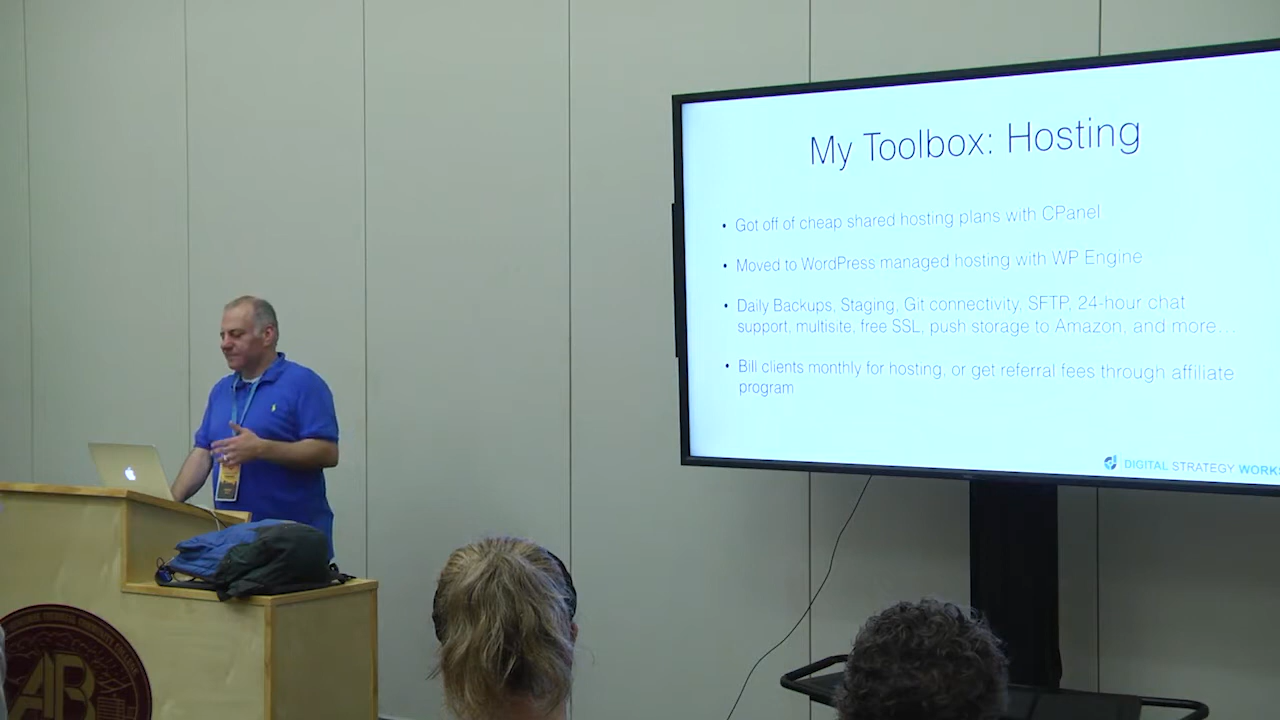 My Toolbox: Hosting
• Got off of cheap shared hosting plans with CPanel
• Moved to WordPress managed hosting with WP Engine
• Daily Backups, Staging, Git connectivity, SFTP, 24-hour chat
support, multisite, free SSL, push storage to Amazon, and more...
• Bill clients monthly for hosting, or get referral fees through affiliate
program
DIGITAL STRATEGY WORKS
AB